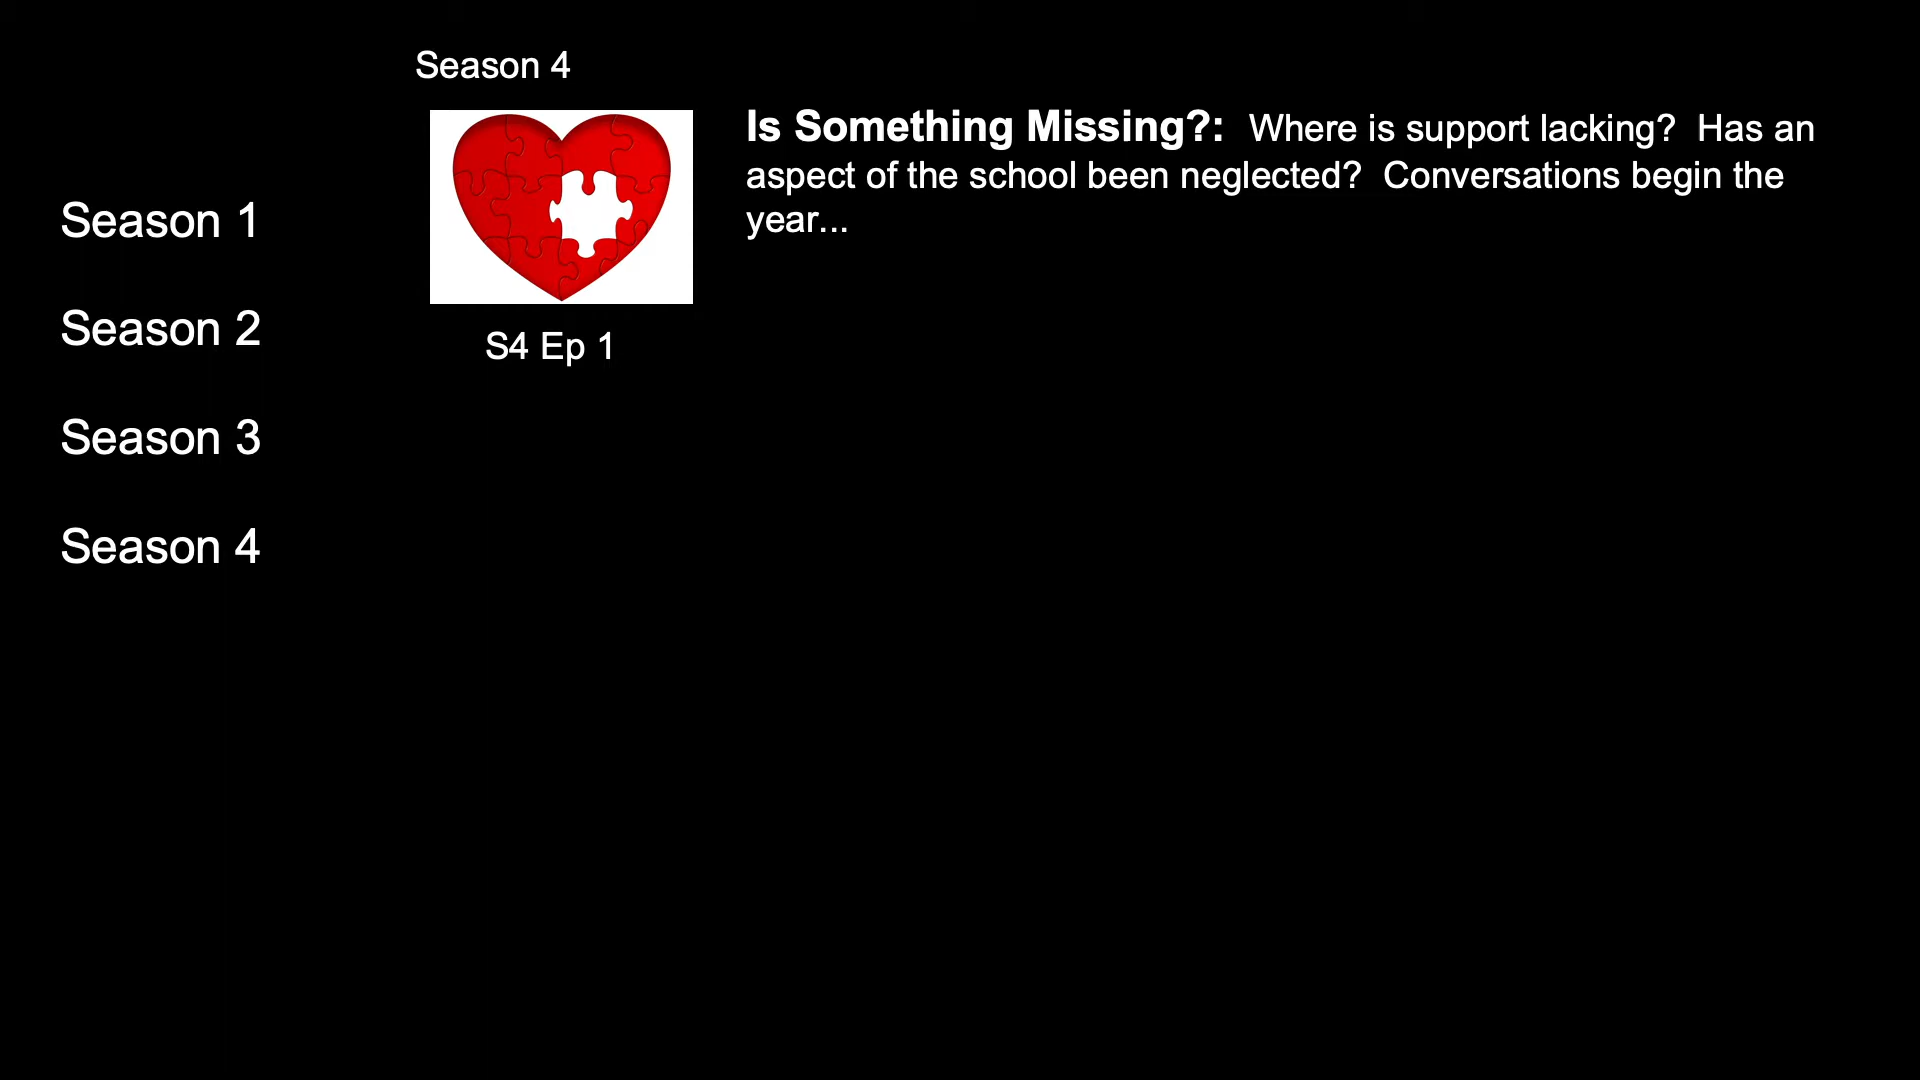 Season 4
Is Something Missing?:  Where is support lacking?  Has an
aspect of the school been neglected?  Conversations begin the
year...
S4 Ep 1
Season 1
Season 2
Season 3
Season 4